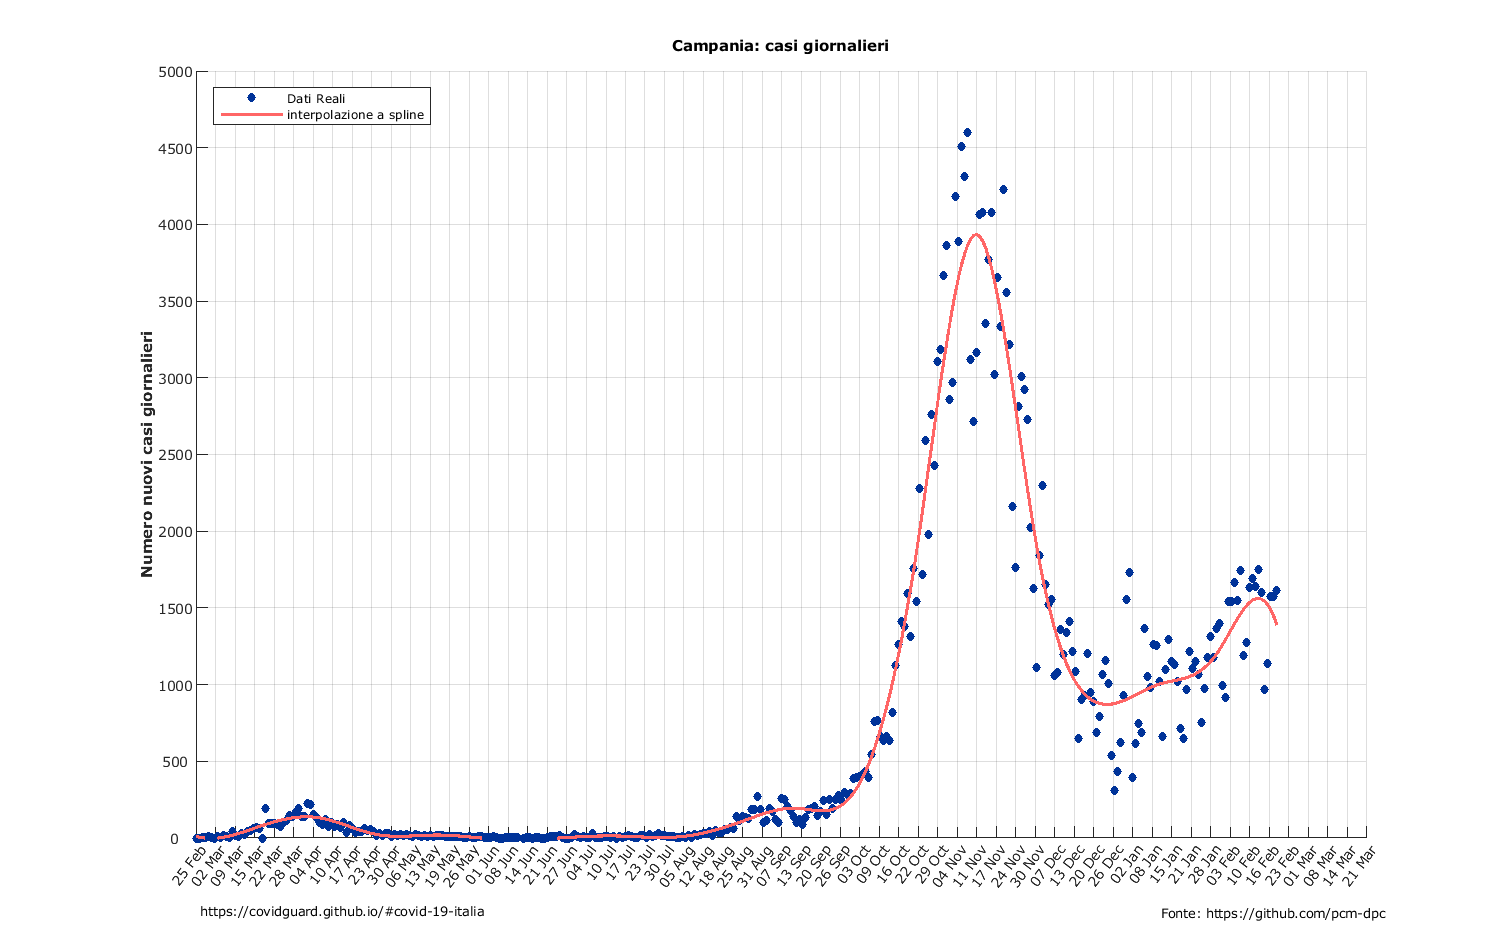 Campania: casi giornalieri
Dati Reali
interpolazione a spline
Numero nuovi casi giornalieri
5000
4500
4000
3500
3000
2500
2000
1500
1000
500
0
25 Feb
02 Mar
09 Mar
15 Mar
22 Mar
28 Mar
04 Apr
10 Apr
17 Apr
23 Apr
30 Apr
06 May
13 May
19 May
26 May
01 Jun
08 Jun
14 Jun
21 Jun
27 Jun
04 Jul
10 Jul
17 Jul
23 Jul
30 Jul
05 Aug
12 Aug
18 Aug
25 Aug
31 Aug
07 Sep
13 Sep
20 Sep
26 Sep
03 Oct
09 Oct
16 Oct
22 Oct
29 Oct
04 Nov
11 Nov
17 Nov
24 Nov
30 Dec
07 Dec
13 Dec
20 Dec
26 Jan
02 Jan
08 Jan
15 Jan
21 Jan
28 Feb
03 Feb
10 Feb
16 Feb
23 Feb
01 Mar
08 Mar
14 Mar
21 Mar
https://covidguard.github.io/#covid-19-italia
Fonte: https://github.com/pcm-dpc